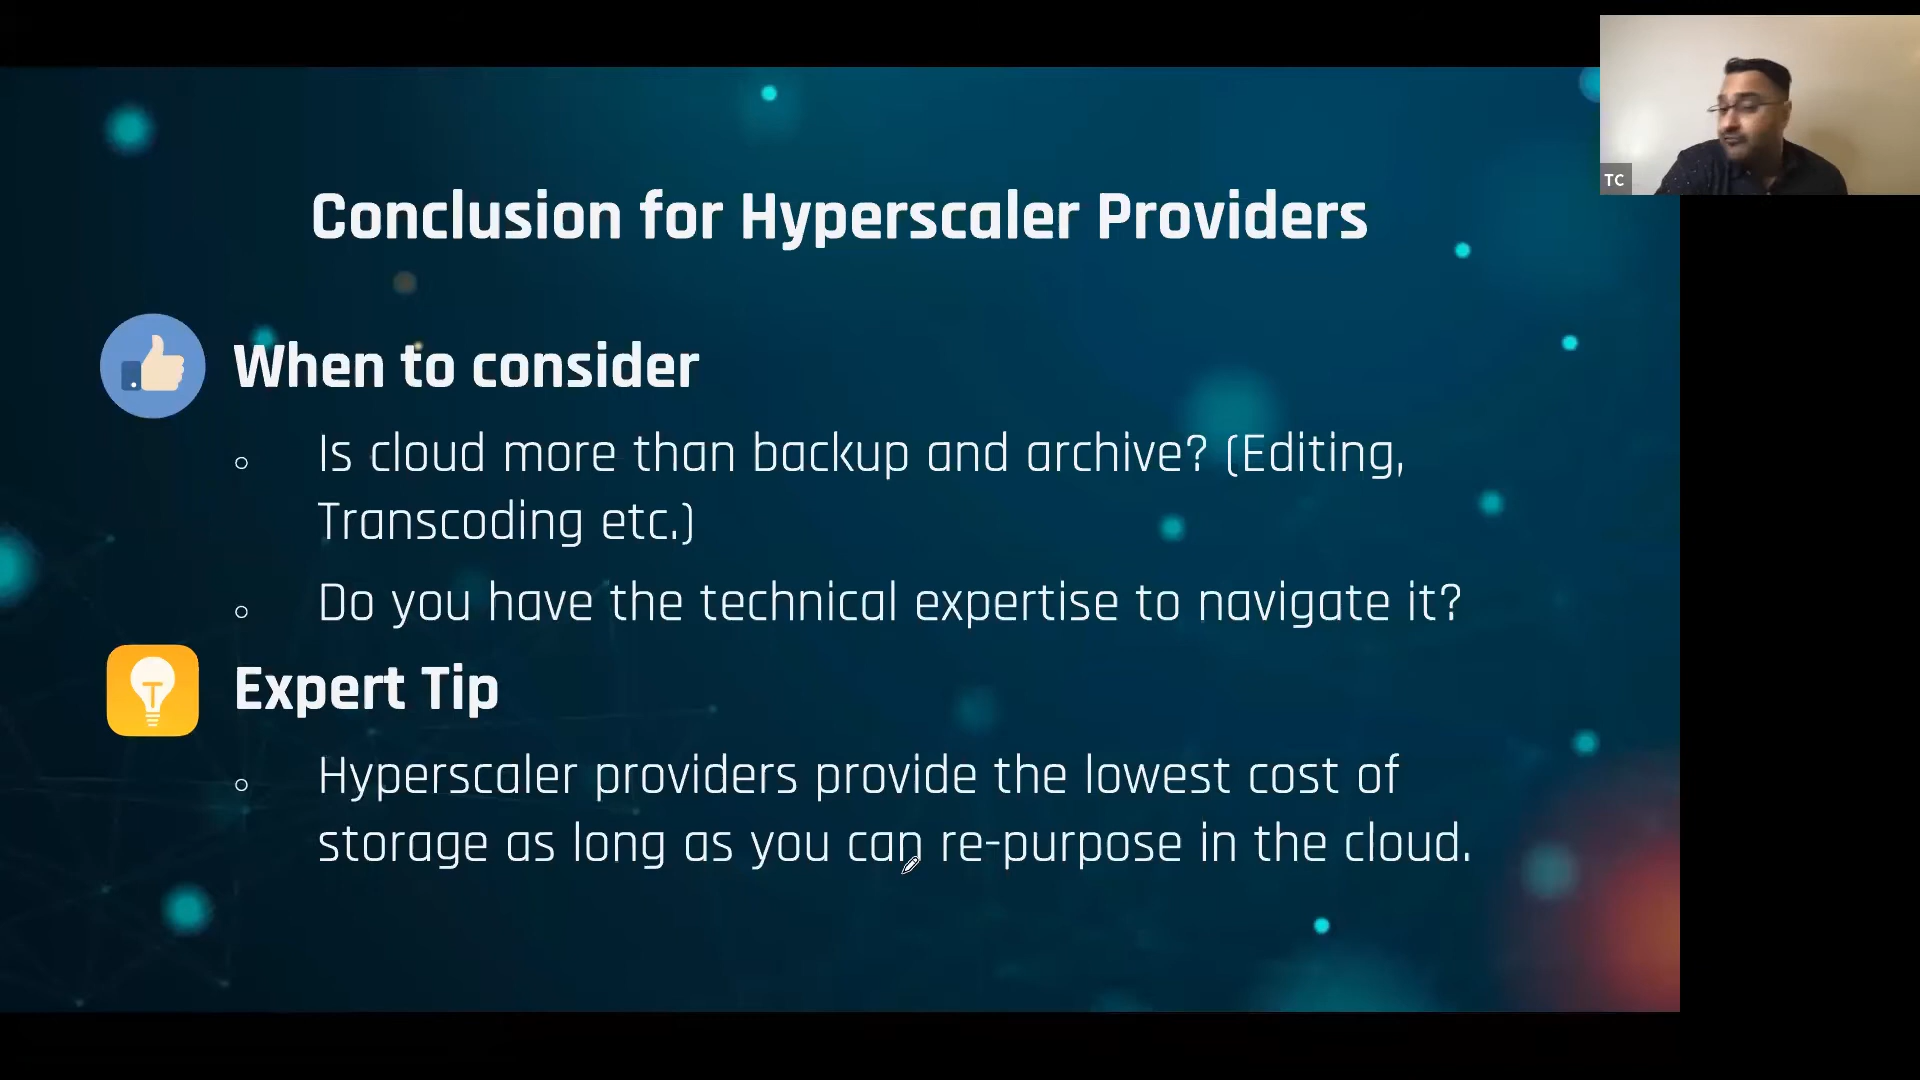 TC
Conclusion for Hyperscaler Providers
When to consider
Is cloud more than backup and archive? (Editing,
Transcoding etc.)
Do you have the technical expertise to navigate it?
Expert Tip
Hyperscaler providers provide the lowest cost of
storage as long as you can re-purpose in the cloud.